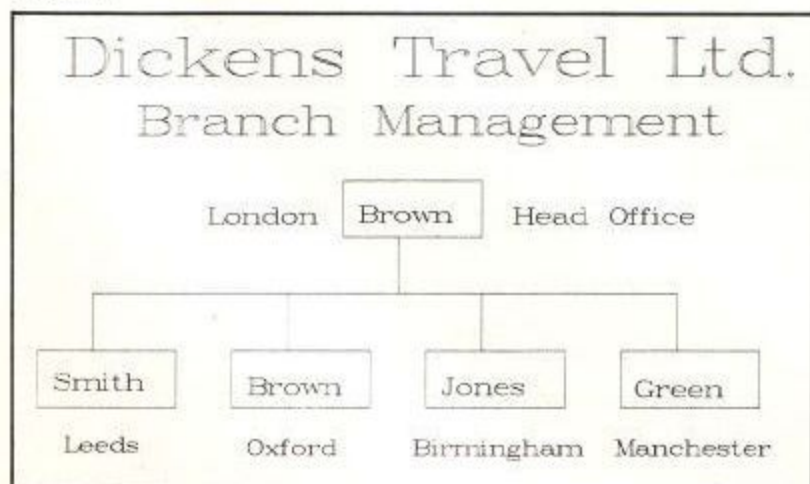 Dickens Travel Ltd.
Branch Management
London Brown Head Office
Smith Brown Jones Green
Leeds Oxford Birmingham Manchester